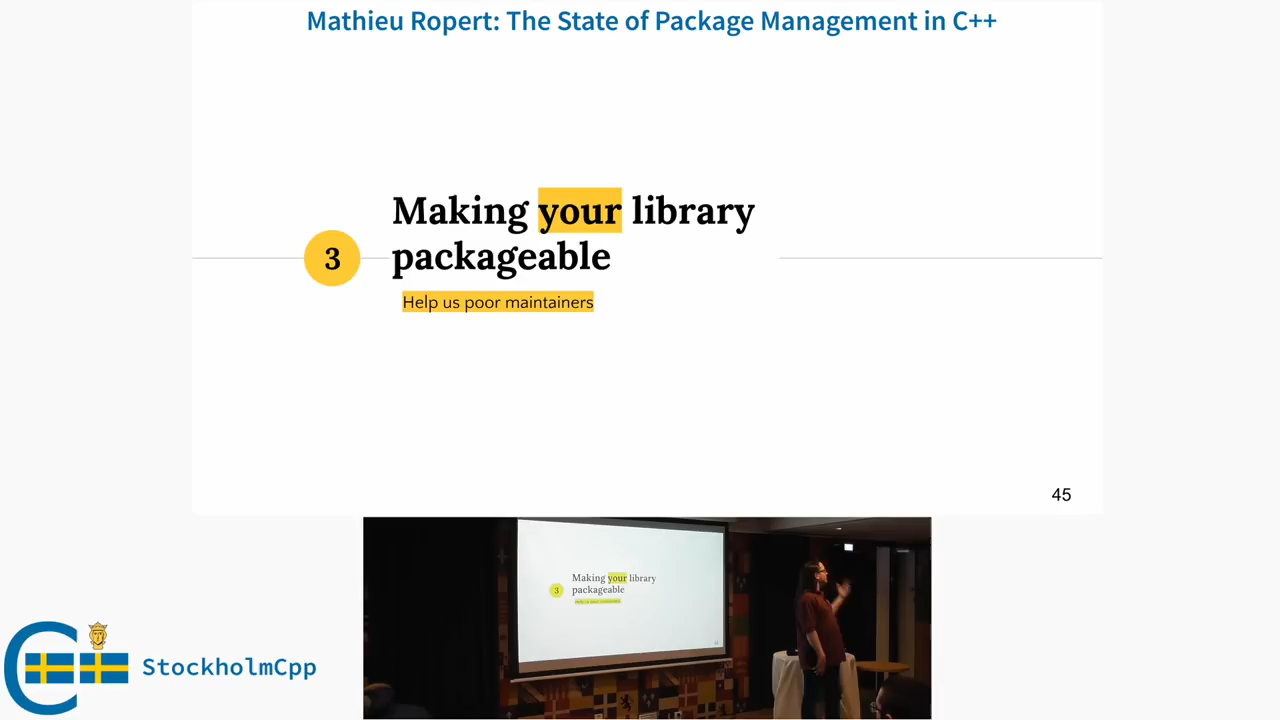 Mathieu Ropert: The State of Package Management in C++
Making your library
packageable
3
Help us poor maintainers
45
Making your library
packageable
3
StockholmCpp